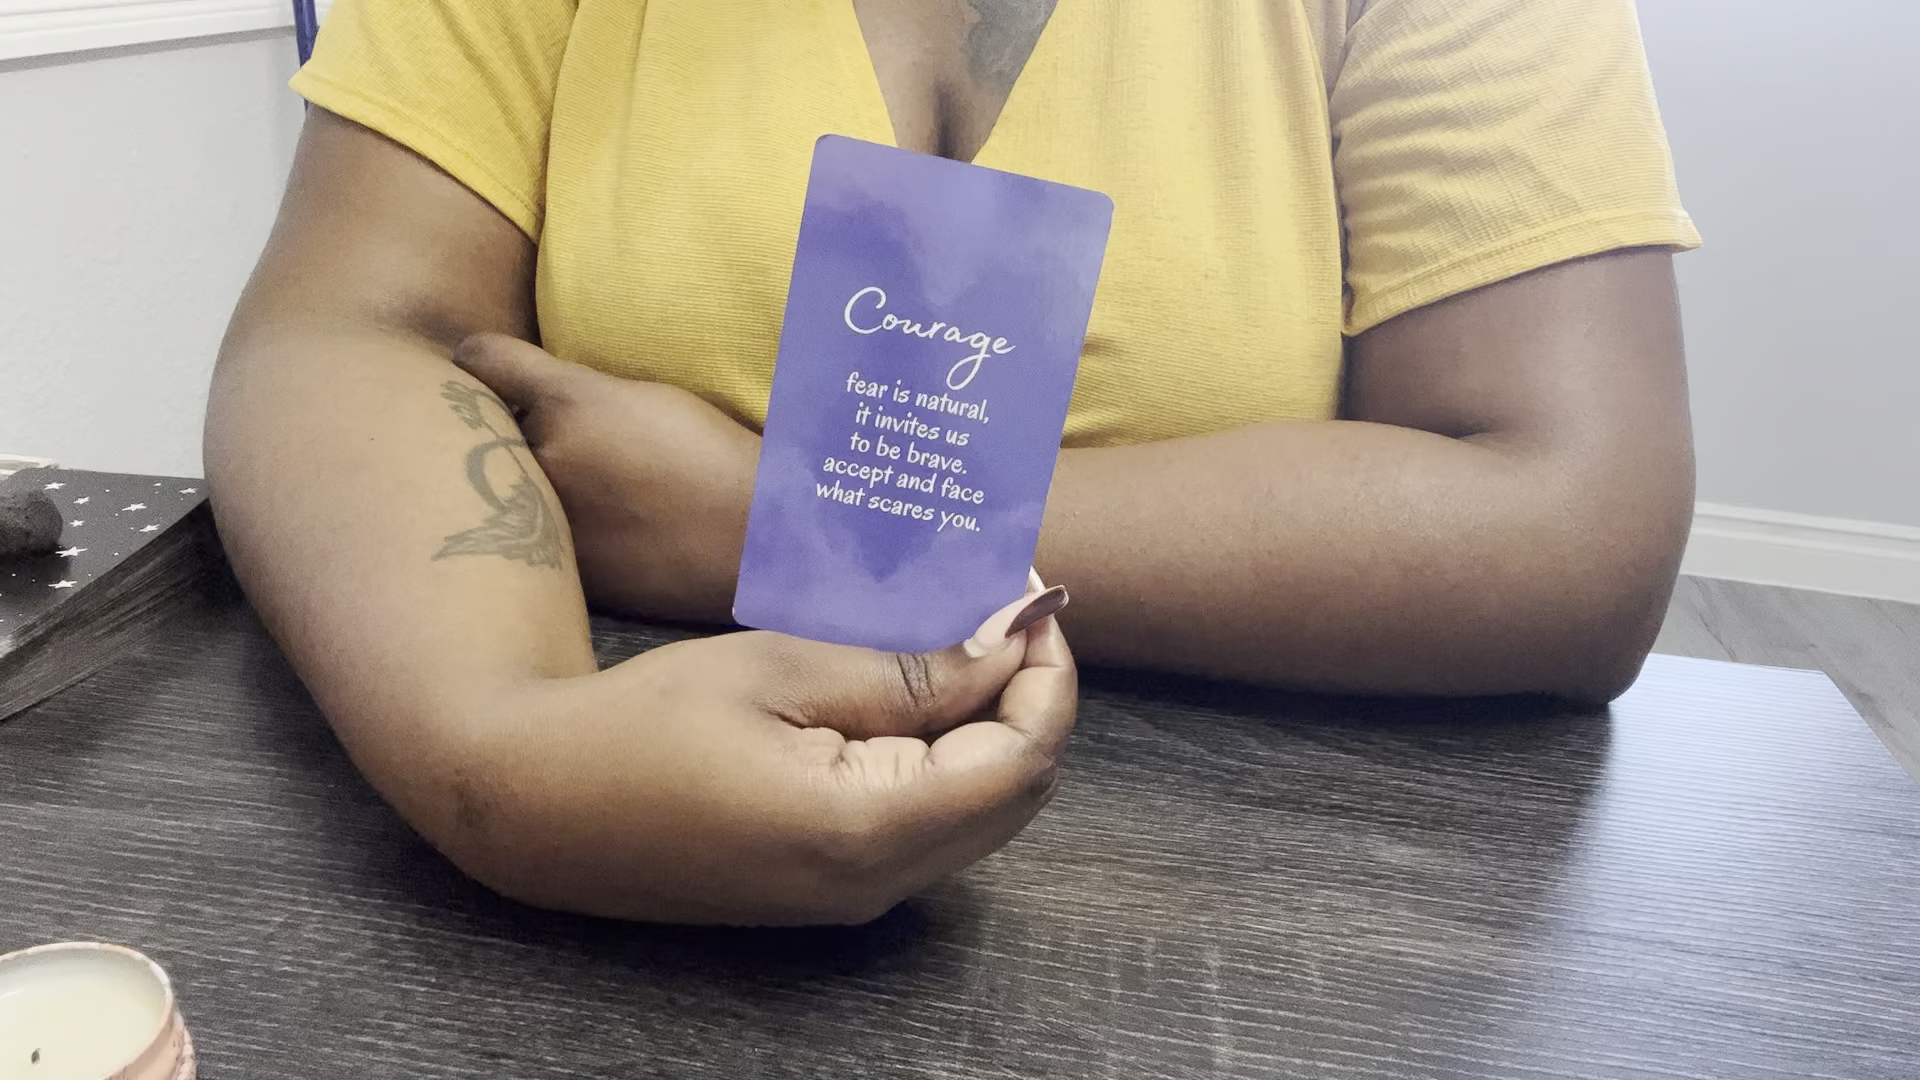 Courage
fear is natural,
it invites us
to be brave.
accept and face
what scares you.